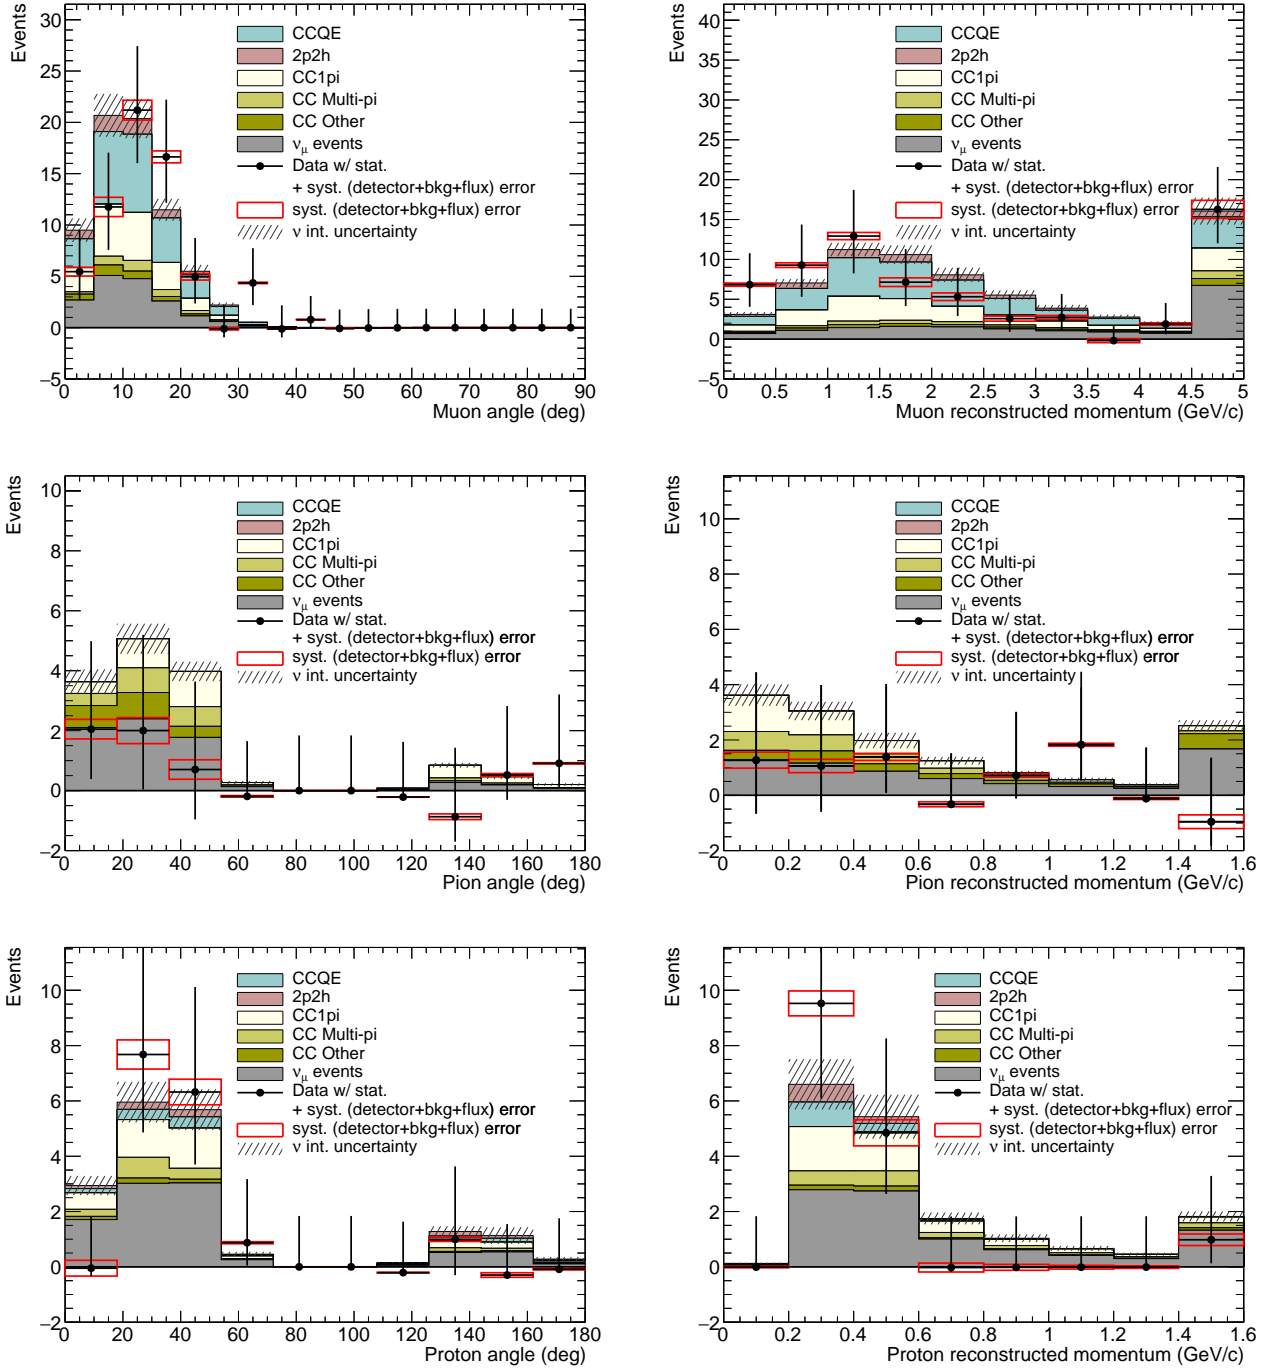 Events
30
25
20
15
10
5
0
−5
CCQE
2p2h
CC1pi
CC Multi-pi
CC Other
νμ events
Data w/ stat.
+ syst. (detector+bkg+flux) error
syst. (detector+bkg+flux) error
ν int. uncertainty
0 10 20 30 40 50 60 70 80 90
Muon angle (deg)
Events
40
35
30
25
20
15
10
5
0
−5
CCQE
2p2h
CC1pi
CC Multi-pi
CC Other
νμ events
Data w/ stat.
+ syst. (detector+bkg+flux) error
syst. (detector+bkg+flux) error
ν int. uncertainty
0 0.5 1 1.5 2 2.5 3 3.5 4 4.5 5
Muon reconstructed momentum (GeV/c)
Events
10
8
6
4
2
0
−2
CCQE
2p2h
CC1pi
CC Multi-pi
CC Other
νμ events
Data w/ stat.
+ syst. (detector+bkg+flux) error
syst. (detector+bkg+flux) error
ν int. uncertainty
0 20 40 60 80 100 120 140 160 180
Pion angle (deg)
Events
10
8
6
4
2
0
−2
CCQE
2p2h
CC1pi
CC Multi-pi
CC Other
νμ events
Data w/ stat.
+ syst. (detector+bkg+flux) error
syst. (detector+bkg+flux) error
ν int. uncertainty
0 0.2 0.4 0.6 0.8 1 1.2 1.4 1.6
Pion reconstructed momentum (GeV/c)
Events
10
8
6
4
2
0
−2
CCQE
2p2h
CC1pi
CC Multi-pi
CC Other
νμ events
Data w/ stat.
+ syst. (detector+bkg+flux) error
syst. (detector+bkg+flux) error
ν int. uncertainty
0 20 40 60 80 100 120 140 160 180
Proton angle (deg)
Events
10
8
6
4
2
0
−2
CCQE
2p2h
CC1pi
CC Multi-pi
CC Other
νμ events
Data w/ stat.
+ syst. (detector+bkg+flux) error
syst. (detector+bkg+flux) error
ν int. uncertainty
0 0.2 0.4 0.6 0.8 1 1.2 1.4 1.6
Proton reconstructed momentum (GeV/c)